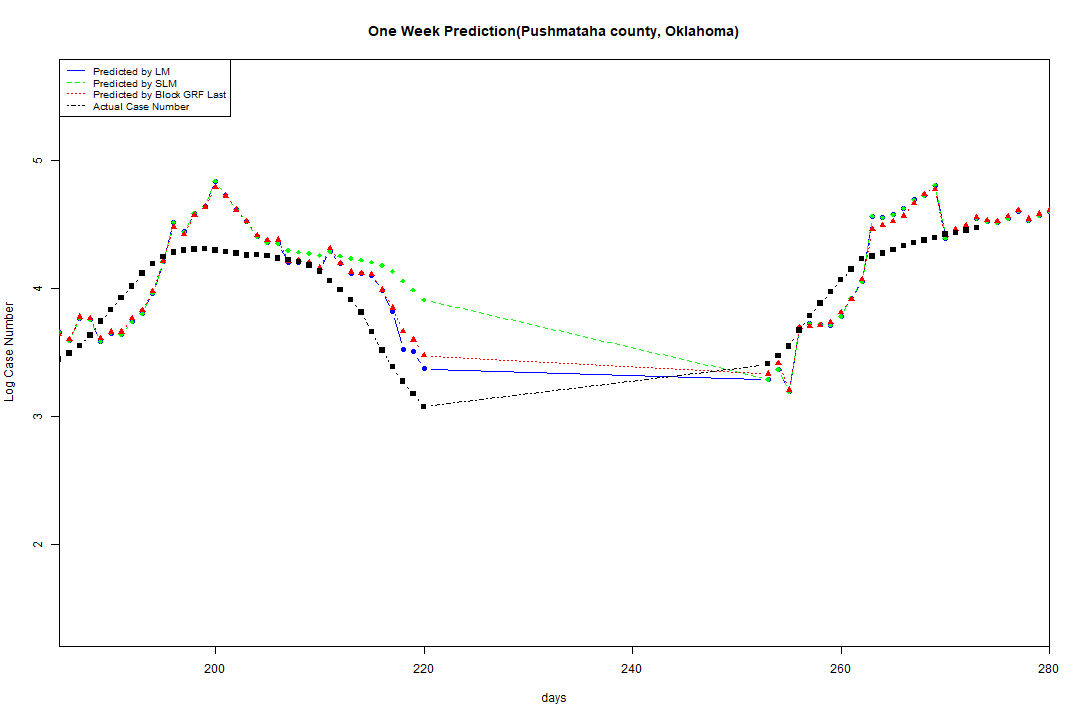 One Week Prediction(Pushmataha county, Oklahoma)
Predicted by LM
Predicted by SLM
Predicted by Block GRF Last
Actual Case Number
5
4
3
2
Log Case Number
200 220 240 260 280
days